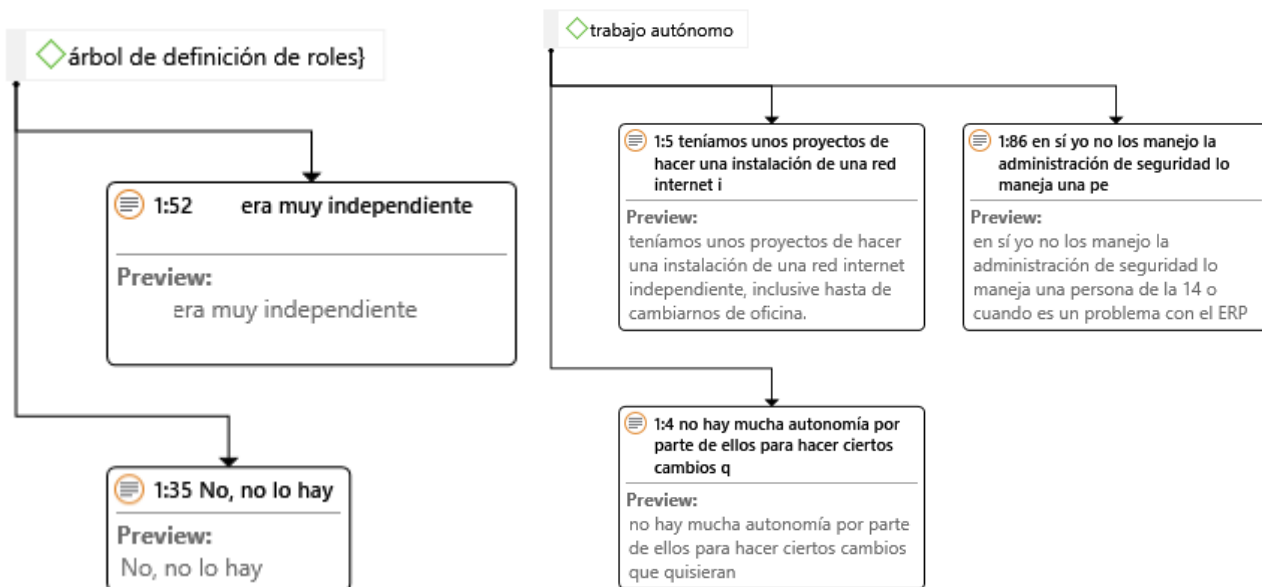 árbol de definición de roles}
1:52 era muy independiente
Preview:
era muy independiente
1:35 No, no lo hay
Preview:
No, no lo hay
trabajo autónomo
1:5 teníamos unos proyectos de
hacer una instalación de una red
internet i
Preview:
teníamos unos proyectos de hacer
una instalación de una red internet
independiente, inclusive hasta de
cambiarnos de oficina.
1:86 en sí yo no los manejo la
administración de seguridad lo
maneja una pe
Preview:
en sí yo no los manejo la
administración de seguridad lo
maneja una persona de la 14 o
cuando es un problema con el ERP
1:4 no hay mucha autonomía por
parte de ellos para hacer ciertos
cambios q
Preview:
no hay mucha autonomía por parte
de ellos para hacer ciertos cambios
que quisieran